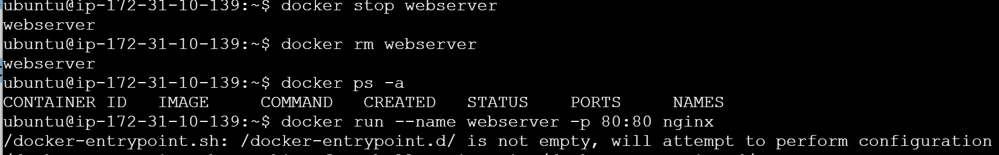 ubuntu@ip-172-31-10-139:~$ docker stop webserver
webserver
ubuntu@ip-172-31-10-139:~$ docker rm webserver
webserver
ubuntu@ip-172-31-10-139:~$ docker ps -a
CONTAINER ID   IMAGE     COMMAND   CREATED   STATUS    PORTS     NAMES
ubuntu@ip-172-31-10-139:~$ docker run --name webserver -p 80:80 nginx
/docker-entrypoint.sh: /docker-entrypoint.d/ is not empty, will attempt to perform configuration